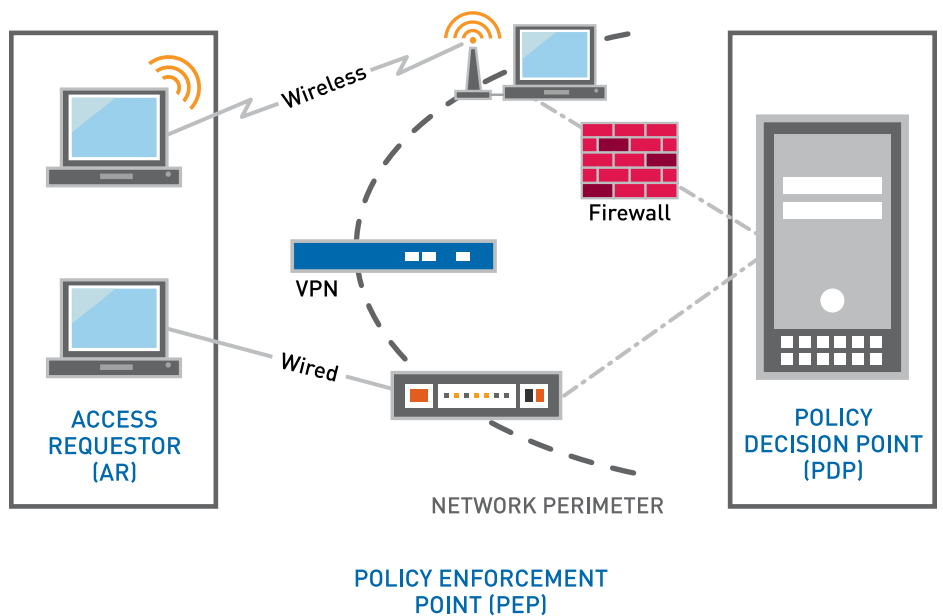 Wireless
Firewall
VPN
Wired
ACCESS
REQUESTOR
(AR)
POLICY
DECISION POINT
(PDP)
NETWORK PERIMETER
POLICY ENFORCEMENT
POINT (PEP)